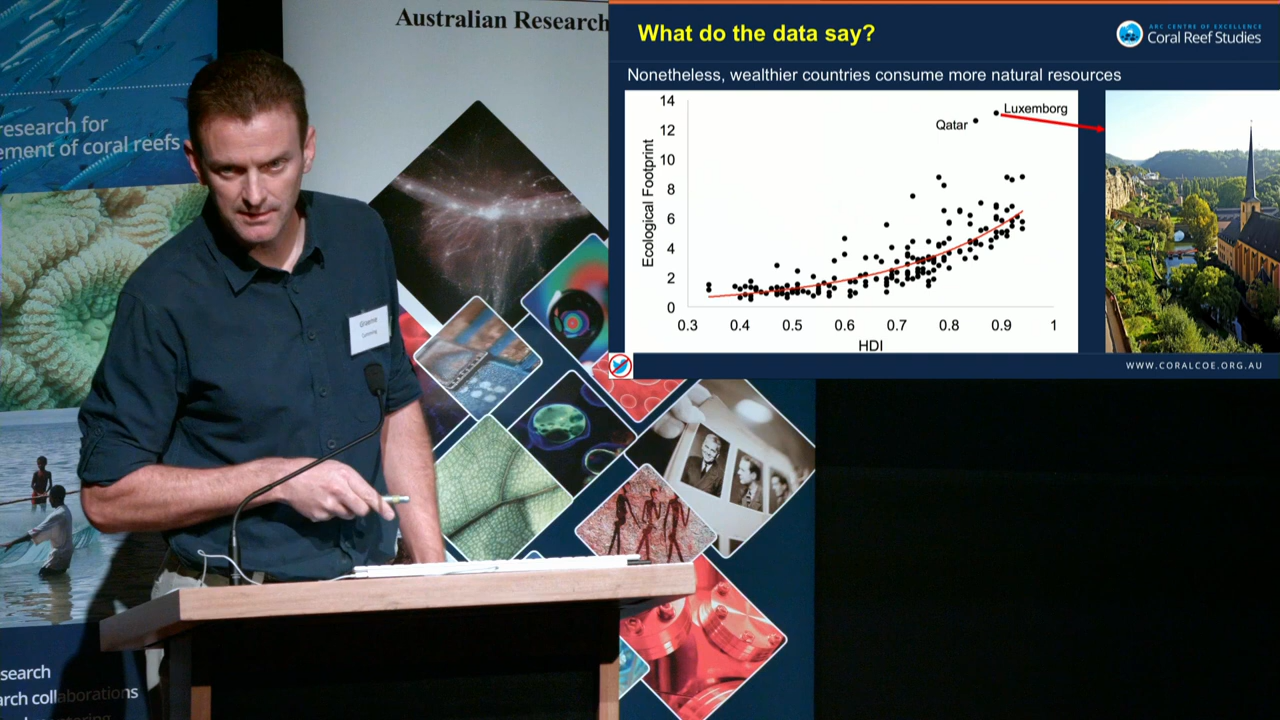 Australian Research
research for
ement of coral reefs
Graeme
Cumming
search
arch collaborations
What do the data say?
ARC CENTRE OF EXCELLENCE
Coral Reef Studies
Nonetheless, wealthier countries consume more natural resources
Ecological Footprint
14
12
10
8
6
4
2
0
Luxemborg
Qatar
0.3 0.4 0.5 0.6 0.7 0.8 0.9 1
HDI
WWW.CORALCOE.ORG.AU